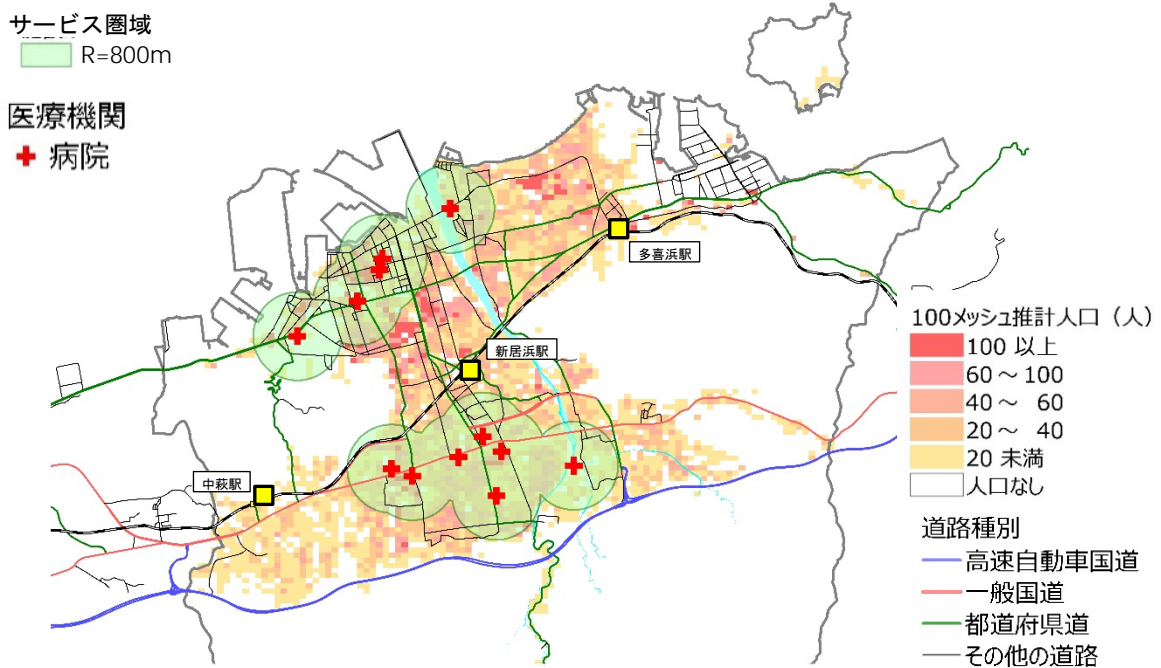 サービス圏域
R=800m
医療機関
病院
多喜浜駅
新居浜駅
中萩駅
100メッシュ推計人口（人）
100 以上
60～100
40～ 60
20～ 40
20 未満
人口なし
道路種別
高速自動車国道
一般国道
都道府県道
その他の道路